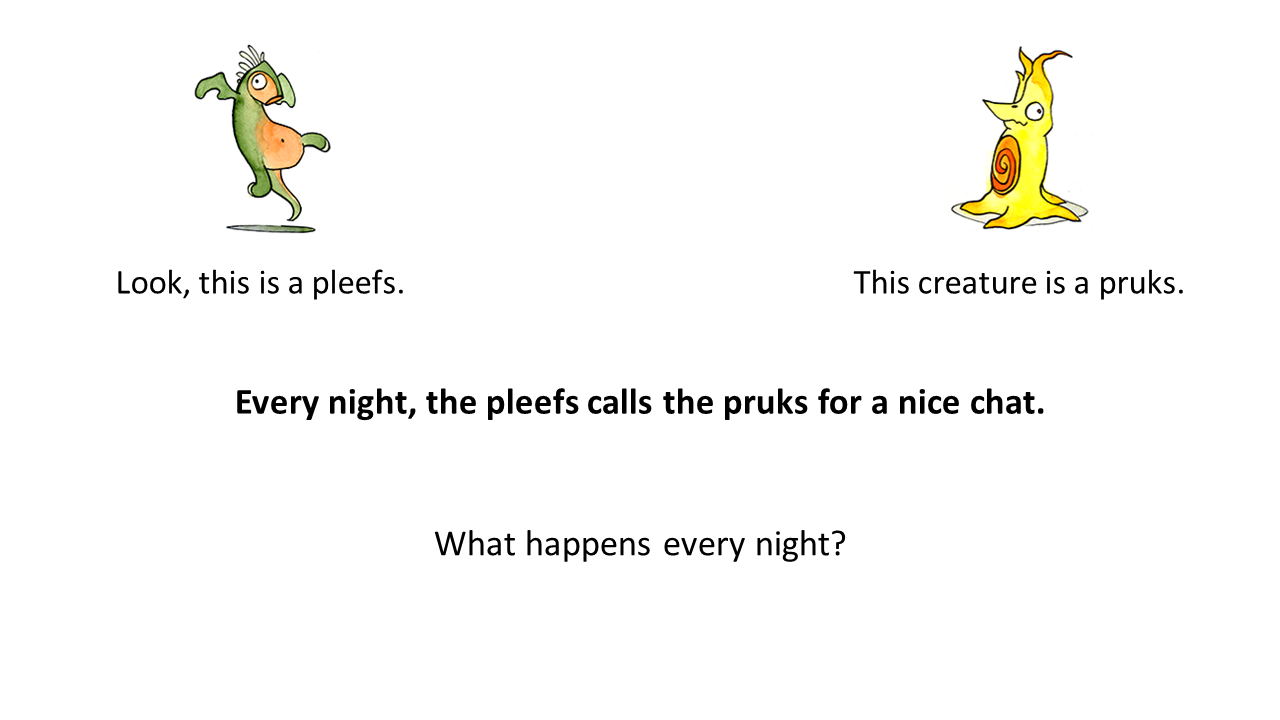 Look, this is a pleefs.
This creature is a pruks.
Every night, the pleefs calls the pruks for a nice chat.
What happens every night?